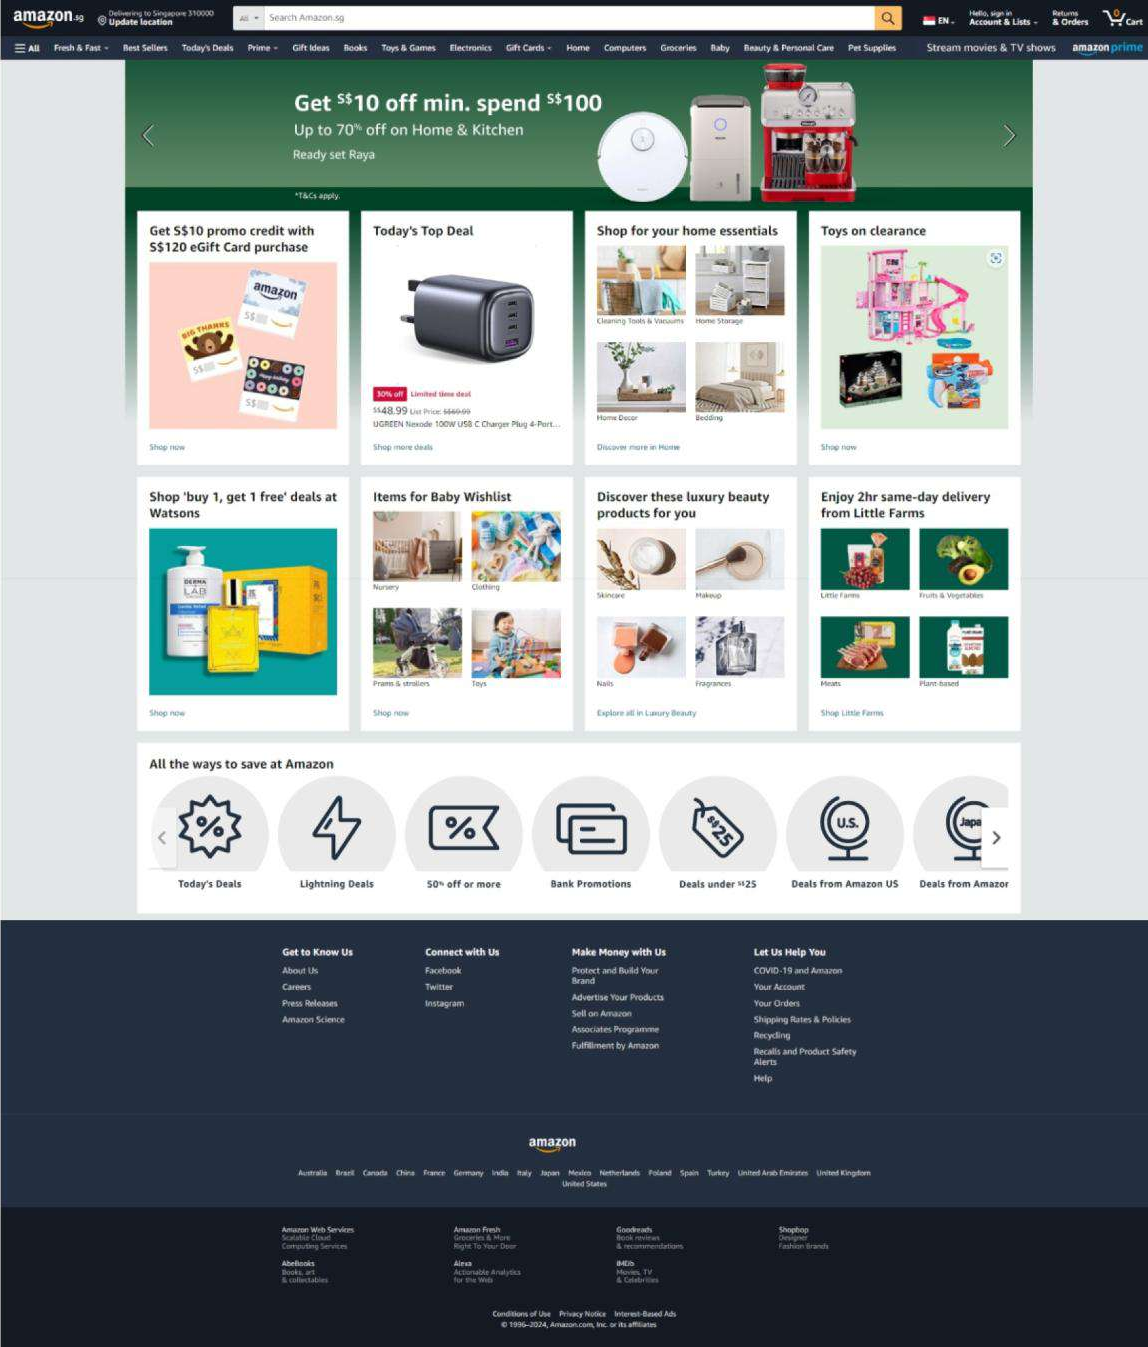 amazon.sg
Delivering to Singapore 310000
Update location
All
Search Amazon.sg
EN
Hello, sign in
Account & Lists
Returns
& Orders
0
Cart
All
Fresh & Fast
Best Sellers
Today's Deals
Prime
Gift Ideas
Books
Toys & Games
Electronics
Gift Cards
Home
Computers
Groceries
Baby
Beauty & Personal Care
Pet Supplies
Stream movies & TV shows
amazon prime
Get S$10 off min. spend S$100
Up to 70% off on Home & Kitchen
Ready set Raya
*T&Cs apply.
Get S$10 promo credit with
S$120 eGift Card purchase
amazon
S$
BIG THANKS
S$
Happy birthday
S$
Shop now
Today's Top Deal
30% off
Limited time deal
S$48.99 List Price: S$69.99
UGREEN Nexode 100W USB C Charger Plug 4-Port...
Shop more deals
Shop for your home essentials
Cleaning Tools & Vacuums
Home Storage
Home Decor
Bedding
Discover more in Home
Toys on clearance
Shop now
Shop 'buy 1, get 1 free' deals at
Watsons
DERMA
LAB
Shop now
Items for Baby Wishlist
Nursery
Clothing
Prams & strollers
Toys
Shop now
Discover these luxury beauty
products for you
Skincare
Makeup
Nails
Fragrances
Explore all in Luxury Beauty
Enjoy 2hr same-day delivery
from Little Farms
Little Farms
Fruits & Vegetables
Meats
Plant-based
Shop Little Farms
All the ways to save at Amazon
%
%
S$25
U.S.
Japa
Today's Deals
Lightning Deals
50% off or more
Bank Promotions
Deals under S$25
Deals from Amazon US
Deals from Amazon
Get to Know Us
About Us
Careers
Press Releases
Amazon Science
Connect with Us
Facebook
Twitter
Instagram
Make Money with Us
Protect and Build Your
Brand
Advertise Your Products
Sell on Amazon
Associates Programme
Fulfillment by Amazon
Let Us Help You
COVID-19 and Amazon
Your Account
Your Orders
Shipping Rates & Policies
Recycling
Recalls and Product Safety
Alerts
Help
amazon
Australia Brazil Canada China France Germany India Italy Japan Mexico Netherlands Poland Spain Turkey United Arab Emirates United Kingdom
United States
Amazon Web Services
Scalable Cloud
Computing Services
Amazon Fresh
Groceries & More
Right To Your Door
Goodreads
Book reviews
& recommendations
Shopbop
Designer
Fashion Brands
AbeBooks
Books, art
& collectables
Alexa
Actionable Analytics
for the Web
IMDb
Movies, TV
& Celebrities
Conditions of Use Privacy Notice Interest-Based Ads
© 1996–2024, Amazon.com, Inc. or its affiliates